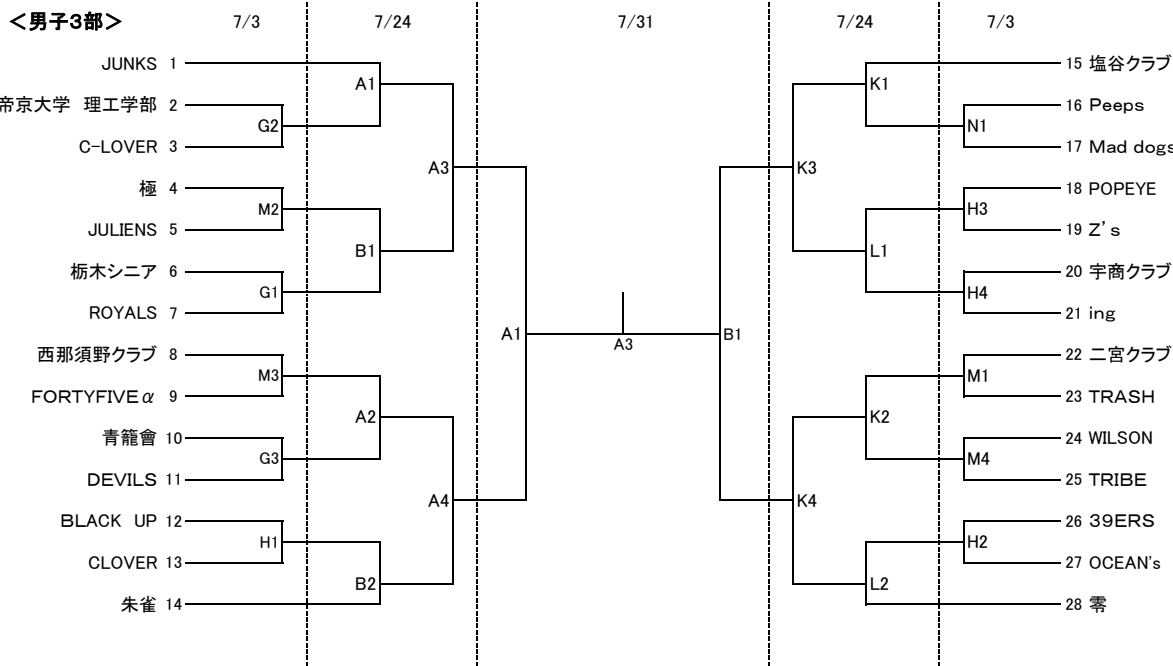 ＜男子3部＞ 7/3 7/24 7/31 7/24 7/3
JUNKS 1 15 塩谷クラブ
A1 K1
帝京大学 理工学部 2 16 Peeps
G2 N1
C-LOVER 3 17 Mad dogs
A3 K3
極 4 18 POPEYE
M2 H3
JULIENS 5 19 Z's
B1 L1
栃木シニア 6 20 宇商クラブ
G1 H4
ROYALS 7 21 ing
A1 A3 B1
西那須野クラブ 8 22 二宮クラブ
M3 M1
FORTYFIVEα 9 23 TRASH
A2 K2
青龍會 10 24 WILSON
G3 M4
DEVILS 11 25 TRIBE
A4 K4
BLACK UP 12 26 39ERS
H1 H2
CLOVER 13 27 OCEAN's
B2 L2
朱雀 14 28 零